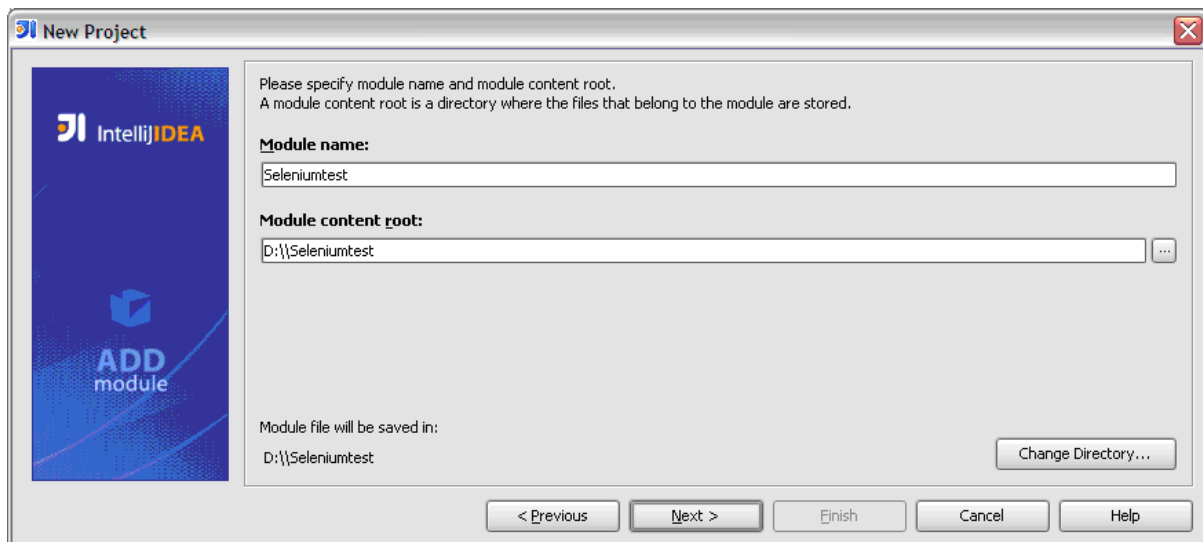 New Project
IntelliJIDEA
ADD
module
Please specify module name and module content root.
A module content root is a directory where the files that belong to the module are stored.
Module name:
Seleniumtest
Module content root:
D:\\Seleniumtest
...
Module file will be saved in:
D:\\Seleniumtest
Change Directory...
< Previous
Next >
Finish
Cancel
Help